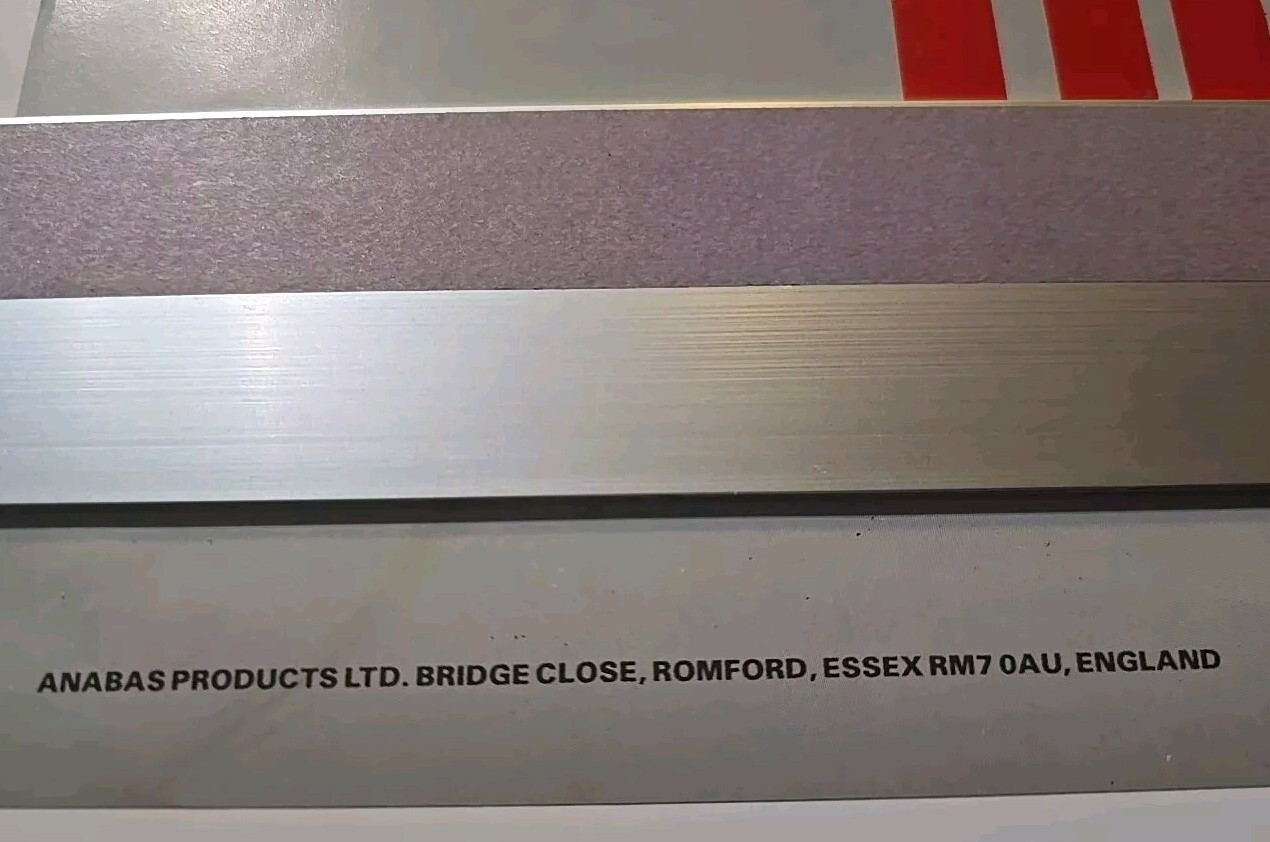 ANABAS PRODUCTS LTD. BRIDGE CLOSE, ROMFORD, ESSEX RM7 0AU, ENGLAND